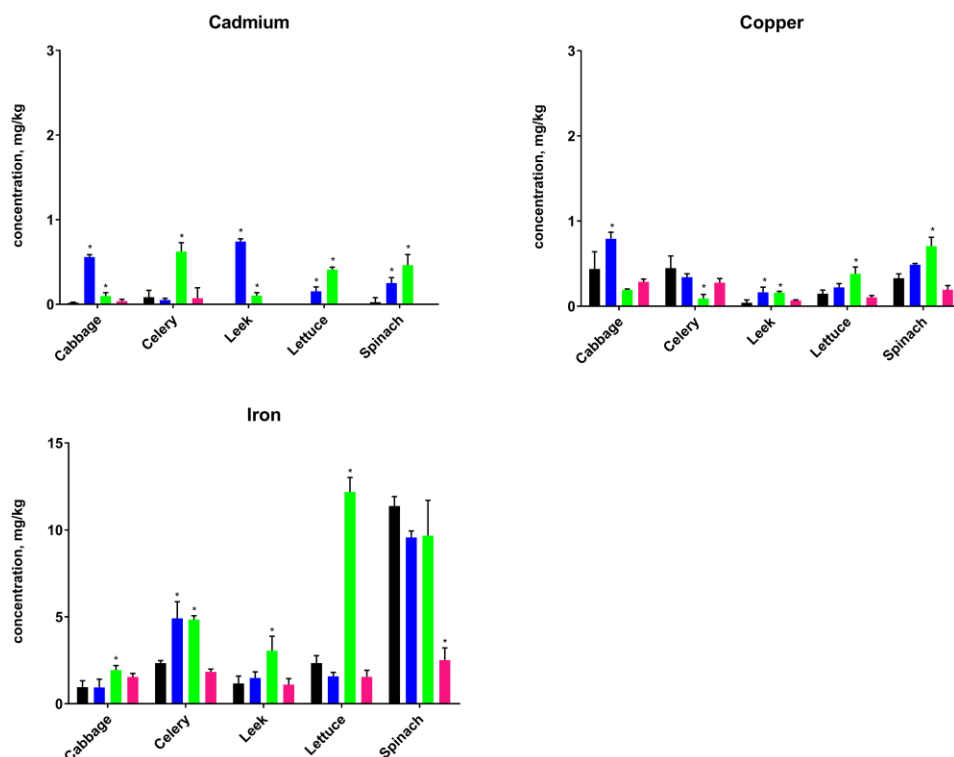 Cadmium
concentration, mg/kg
3
2
1
0
*
*
*
*
*
*
*
*
*
Cabbage
Celery
Leek
Lettuce
Spinach
Copper
concentration, mg/kg
3
2
1
0
*
*
*
*
*
*
Cabbage
Celery
Leek
Lettuce
Spinach
Iron
concentration, mg/kg
15
10
5
0
*
*
*
*
*
*
Cabbage
Celery
Leek
Lettuce
Spinach